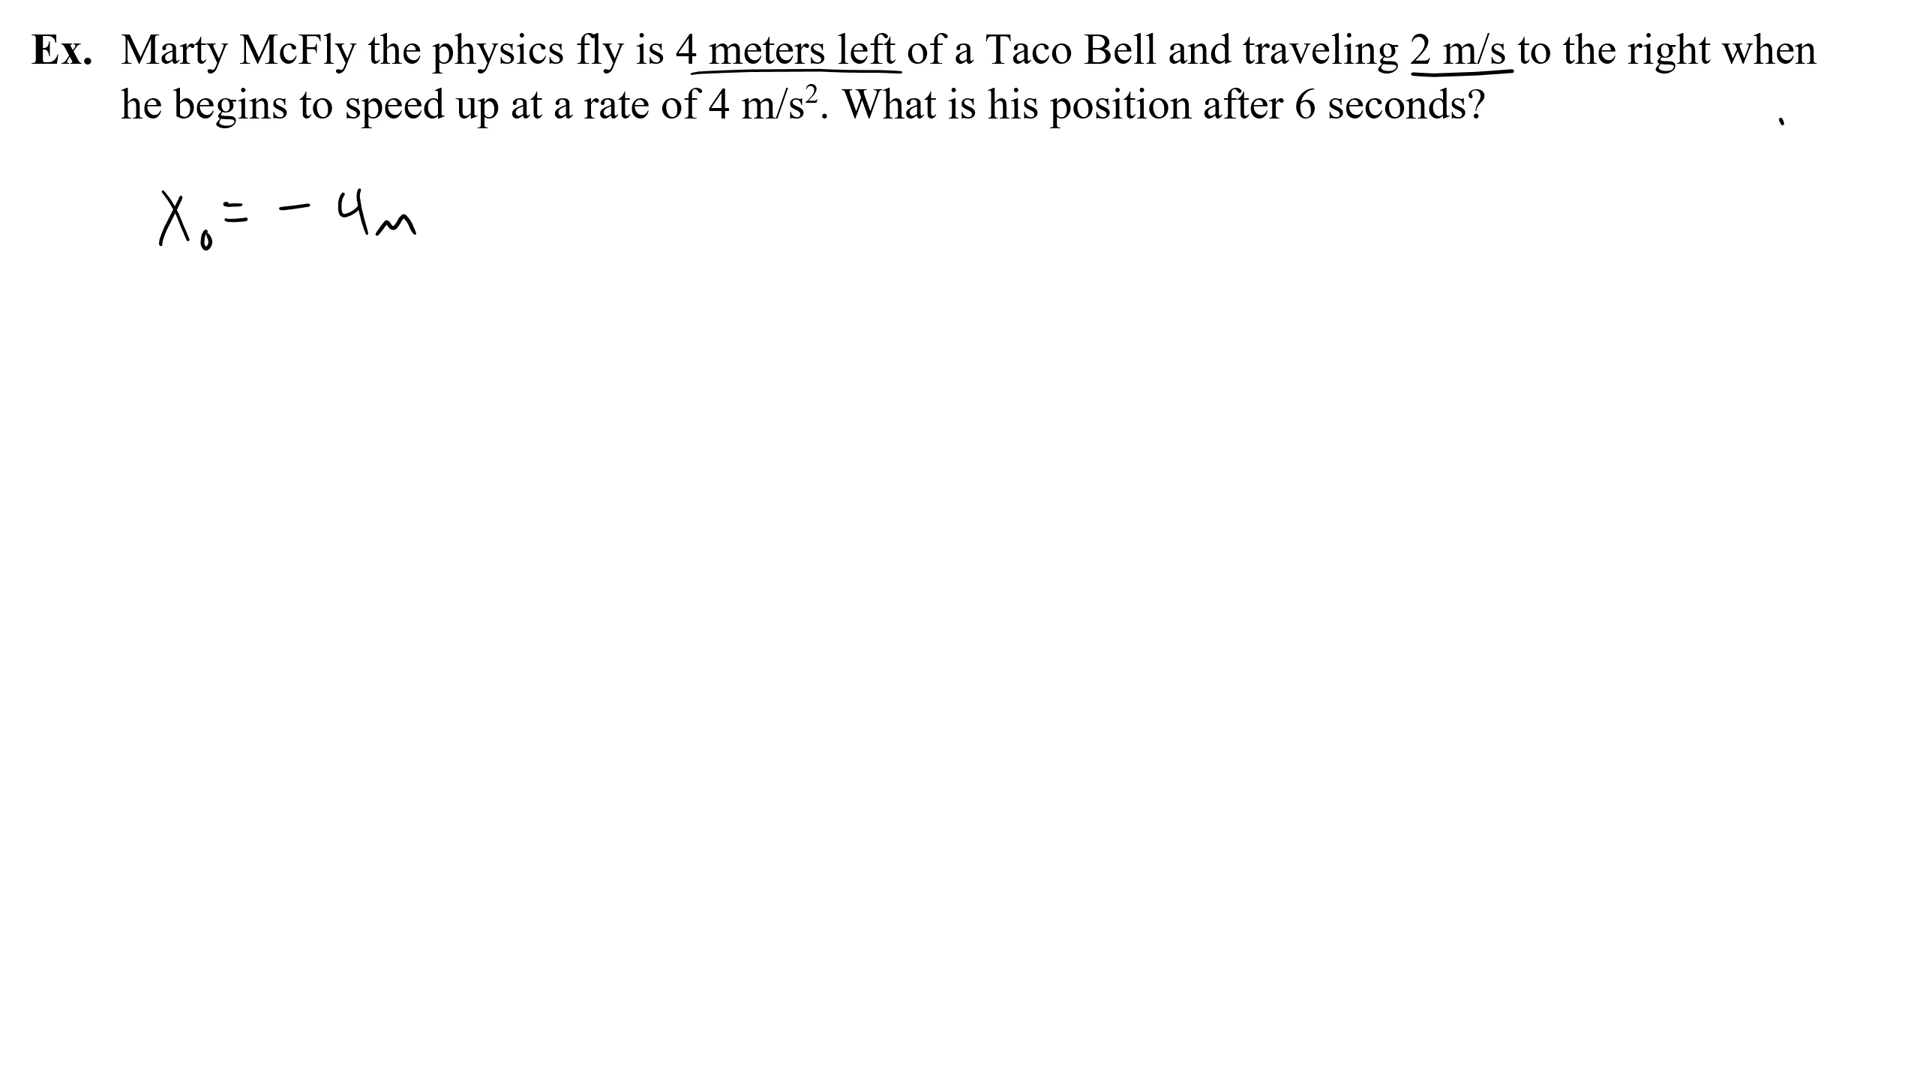 Ex. Marty McFly the physics fly is 4 meters left of a Taco Bell and traveling 2 m/s to the right when
he begins to speed up at a rate of 4 m/s². What is his position after 6 seconds?
X₀ = - 4m